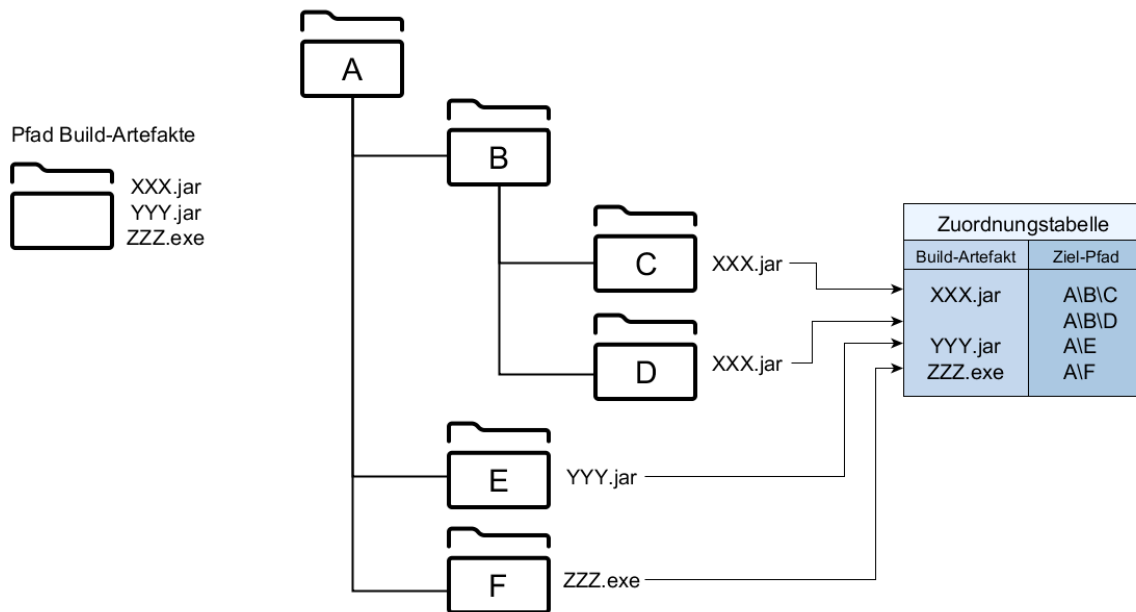 A
B
Pfad Build-Artefakte
XXX.jar
YYY.jar
ZZZ.exe
C
XXX.jar
D
XXX.jar
E
YYY.jar
F
ZZZ.exe
Zuordnungstabelle
Build-Artefakt Ziel-Pfad
XXX.jar A\B\C
A\B\D
YYY.jar A\E
ZZZ.exe A\F